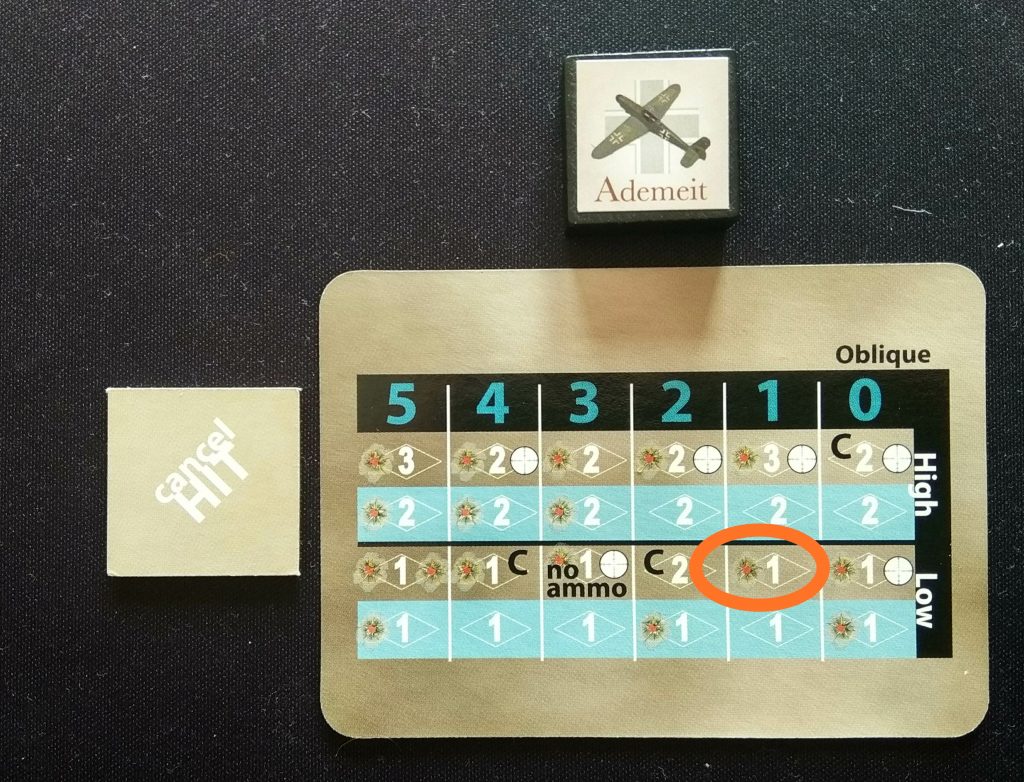 Ademeit
Oblique
5 4 3 2 1 0
3 2 2 2 3 C 2
High
2 2 2 2 2 2
1 1 C 1 C 2 1 1
no
ammo
Low
1 1 1 1 1 1
cancel
HIT